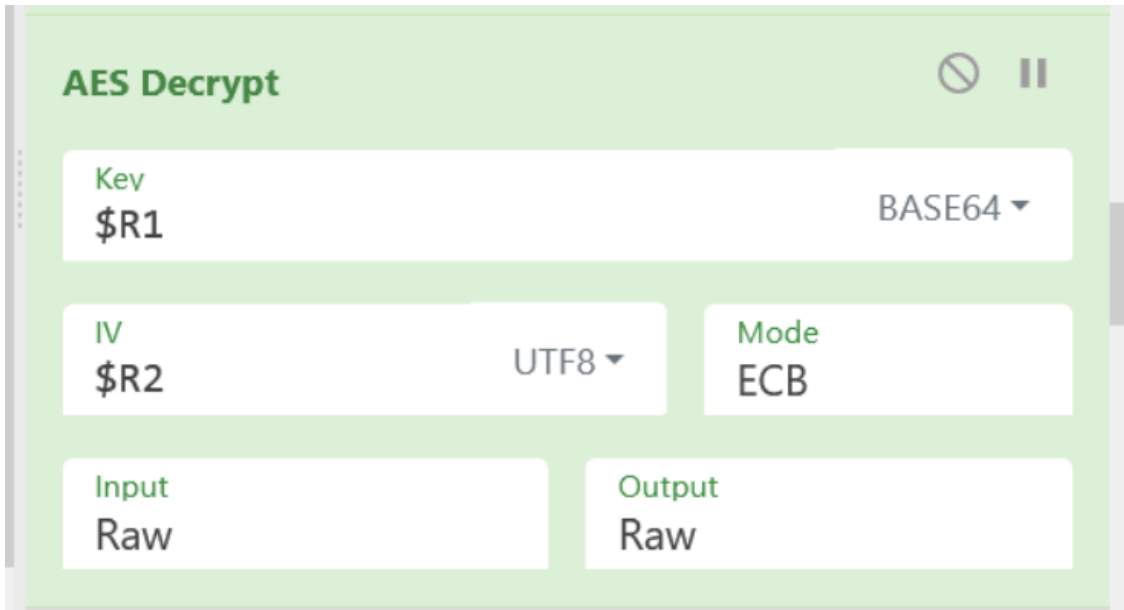 AES Decrypt
Key
$R1
BASE64
IV
$R2
UTF8
Mode
ECB
Input
Raw
Output
Raw